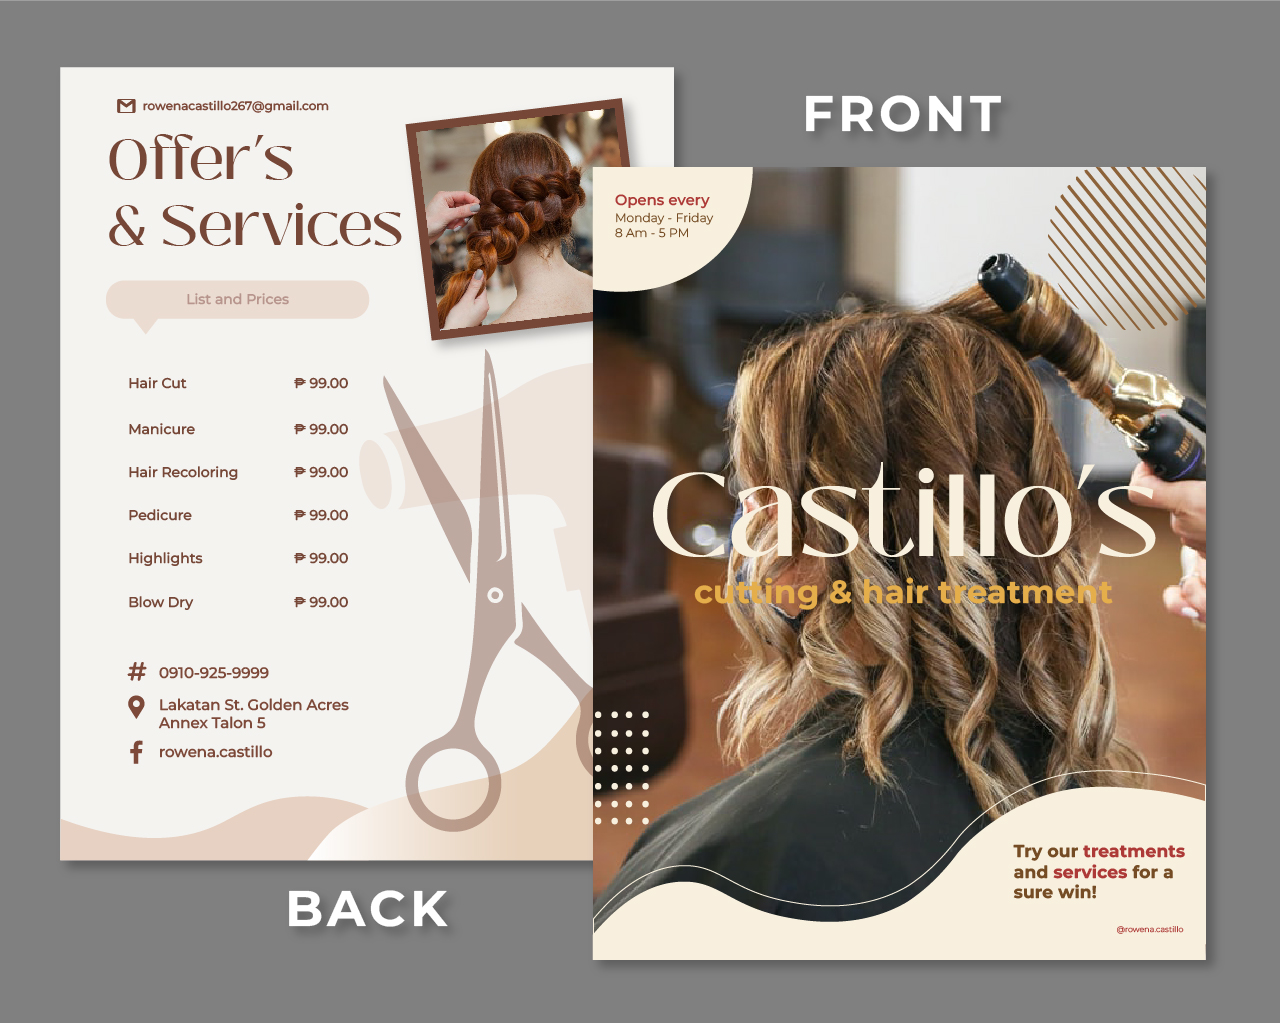 FRONT
rowenacastillo267@gmail.com
Offer's
& Services
List and Prices
Hair Cut ₱ 99.00
Manicure ₱ 99.00
Hair Recoloring ₱ 99.00
Pedicure ₱ 99.00
Highlights ₱ 99.00
Blow Dry ₱ 99.00
# 0910-925-9999
Lakatan St. Golden Acres
Annex Talon 5
f rowena.castillo
BACK
Opens every
Monday - Friday
8 Am - 5 PM
Castillo's
cutting & hair treatment
Try our treatments
and services for a
sure win!
@rowena.castillo